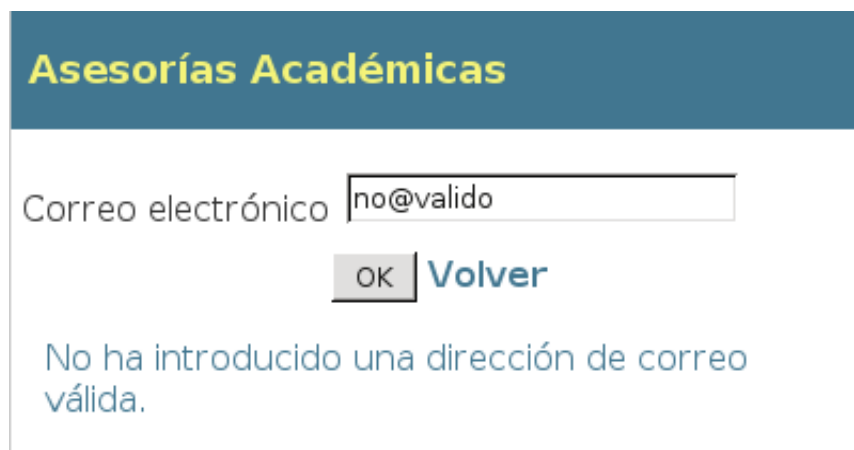 Asesorías Académicas
Correo electrónico no@valido
OK Volver
No ha introducido una dirección de correo
válida.